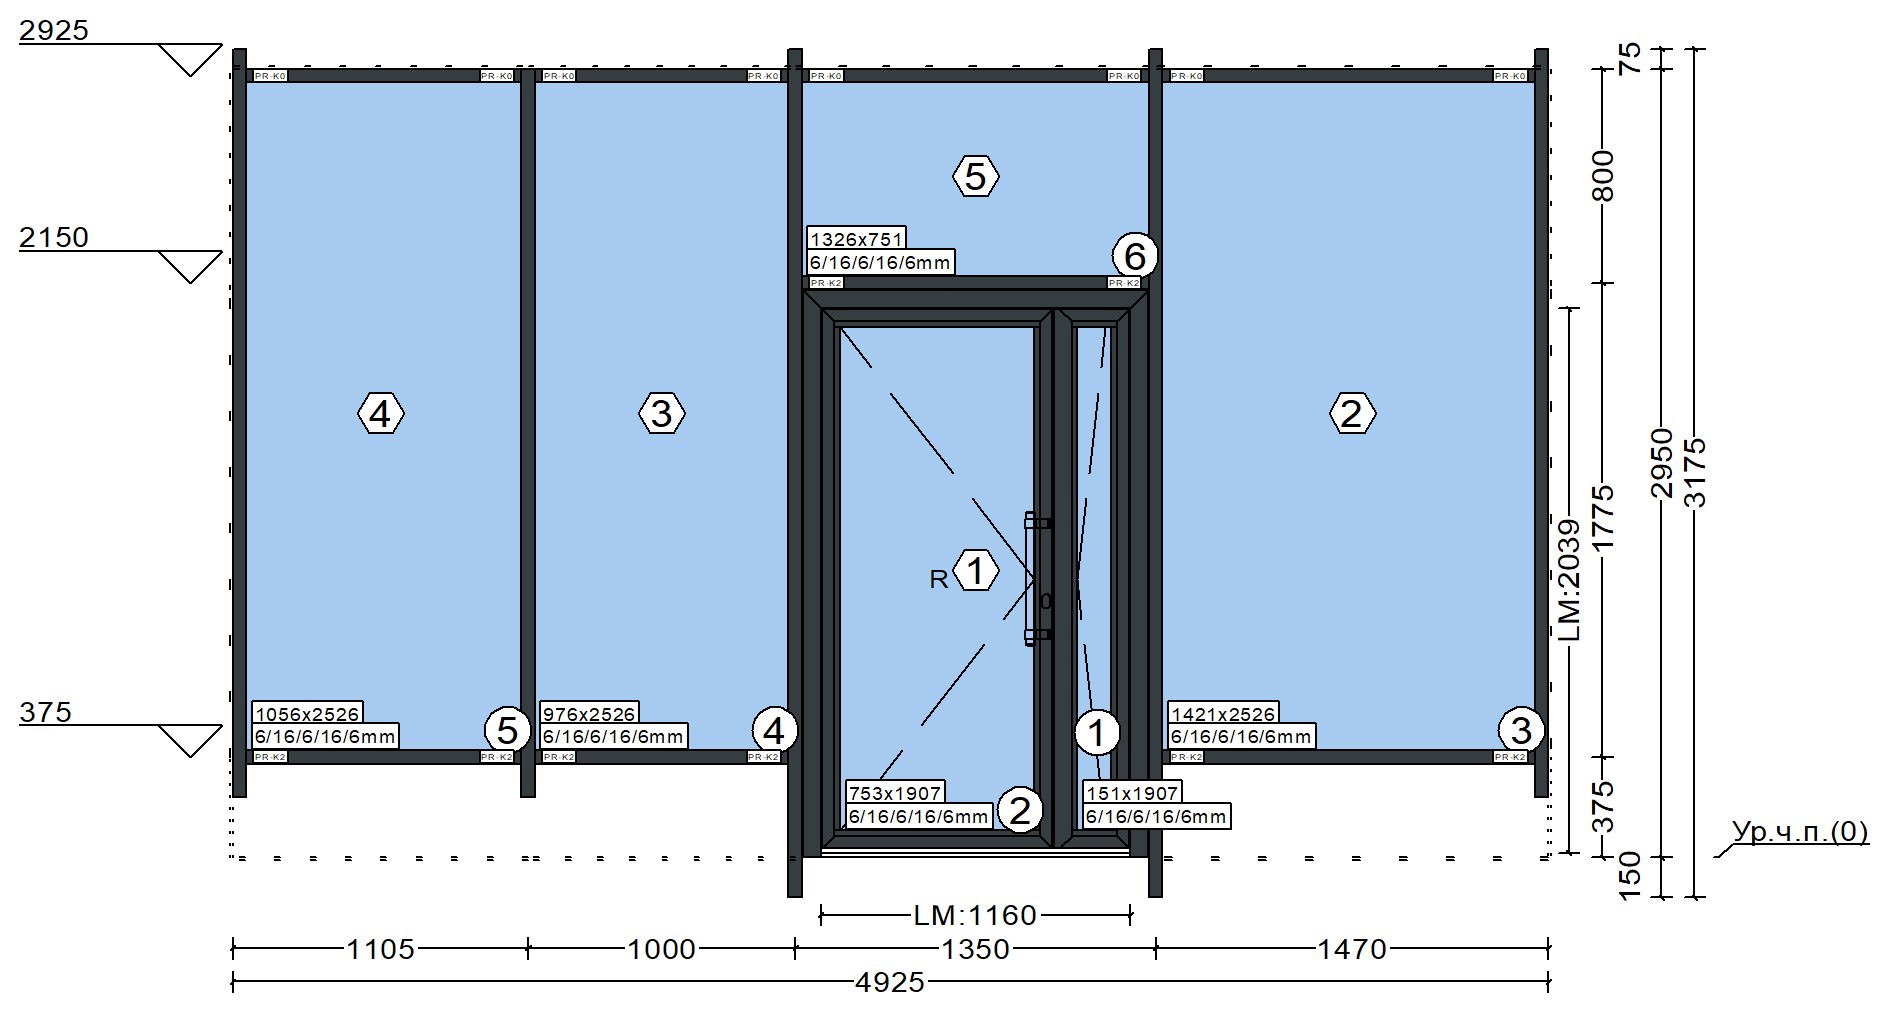 2925
75
PR-K0 PR-K0 PR-K0 PR-K0 PR-K0 PR-K0 PR-K0 PR-K0
5
800
2150
1326x751
6/16/6/16/6mm
6
PR-K2 PR-K2
4
3
2
2950
3175
1775
LM:2039
R 1
0
375
1056x2526
6/16/6/16/6mm
5
976x2526
6/16/6/16/6mm
4
1
1421x2526
6/16/6/16/6mm
3
PR-K2 PR-K2 PR-K2 PR-K2 PR-K2 PR-K2
753x1907
6/16/6/16/6mm
2
151x1907
6/16/6/16/6mm
375
Ур.ч.п.(0)
150
LM:1160
1105 1000 1350 1470
4925